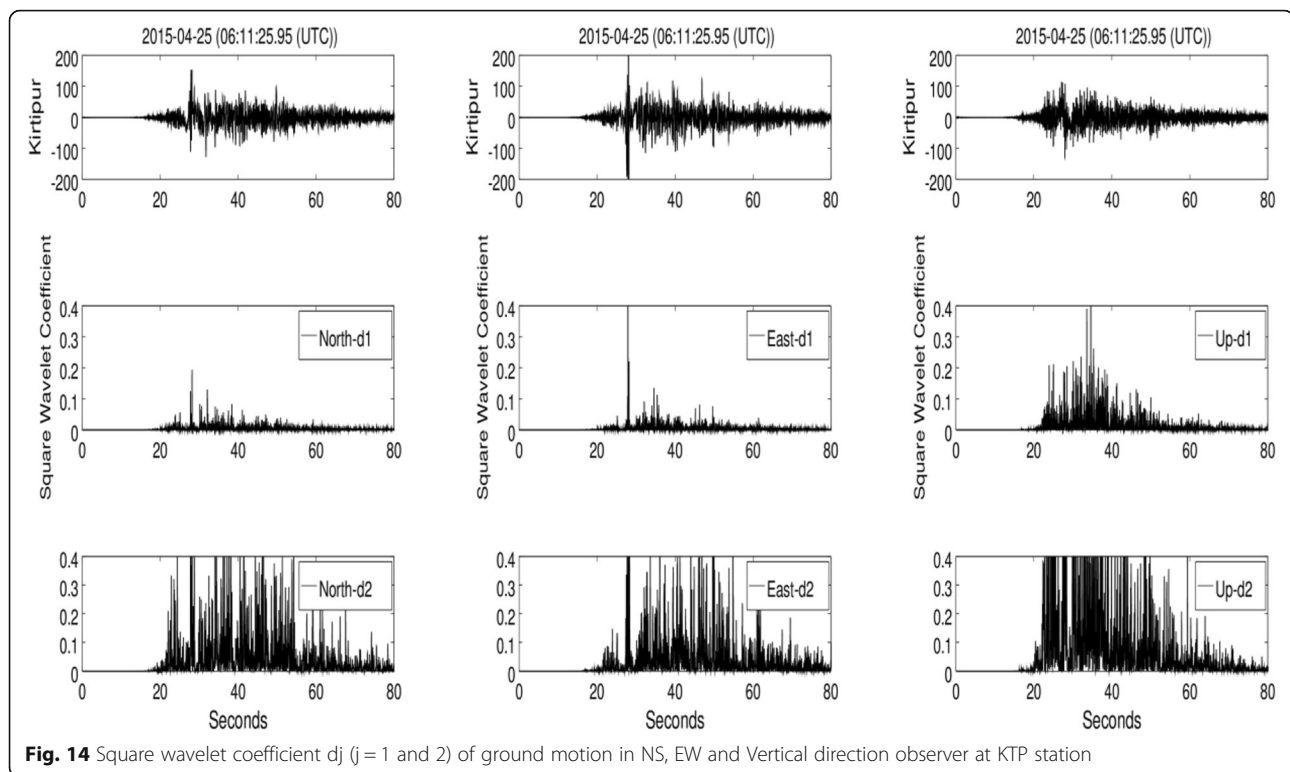 2015-04-25 (06:11:25.95 (UTC)) 2015-04-25 (06:11:25.95 (UTC)) 2015-04-25 (06:11:25.95 (UTC))
Kirtipur
200
100
0
-100
-200
0 20 40 60 80
Kirtipur
200
100
0
-100
-200
0 20 40 60 80
Kirtipur
200
100
0
-100
-200
0 20 40 60 80
Square Wavelet Coefficient
0.4
0.3
0.2
0.1
0
North-d1
0 20 40 60 80
Square Wavelet Coefficient
0.4
0.3
0.2
0.1
0
East-d1
0 20 40 60 80
Square Wavelet Coefficient
0.4
0.3
0.2
0.1
0
Up-d1
0 20 40 60 80
0.4
0.3
0.2
0.1
0
North-d2
0 20 40 60 80
Seconds
0.4
0.3
0.2
0.1
0
East-d2
0 20 40 60 80
Seconds
0.4
0.3
0.2
0.1
0
Up-d2
0 20 40 60 80
Seconds
Fig. 14 Square wavelet coefficient dj (j = 1 and 2) of ground motion in NS, EW and Vertical direction observer at KTP station